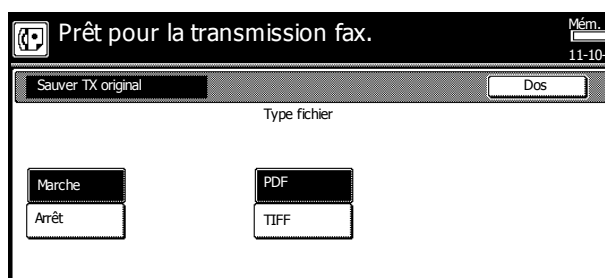 Prêt pour la transmission fax.
Mém.
11-10-
Sauver TX original
Dos
Type fichier
Marche
PDF
Arrêt
TIFF